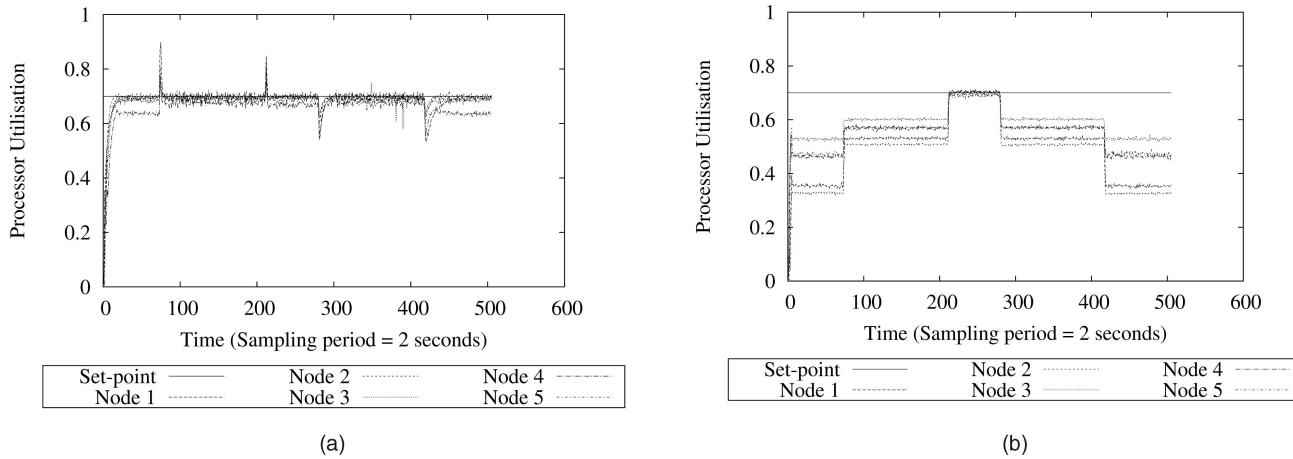 1
0.8
0.6
0.4
0.2
0
Processor Utilisation
0 100 200 300 400 500 600
Time (Sampling period = 2 seconds)
Set-point Node 2 Node 4
Node 1 Node 3 Node 5
(a)
1
0.8
0.6
0.4
0.2
0
Processor Utilisation
0 100 200 300 400 500 600
Time (Sampling period = 2 seconds)
Set-point Node 2 Node 4
Node 1 Node 3 Node 5
(b)